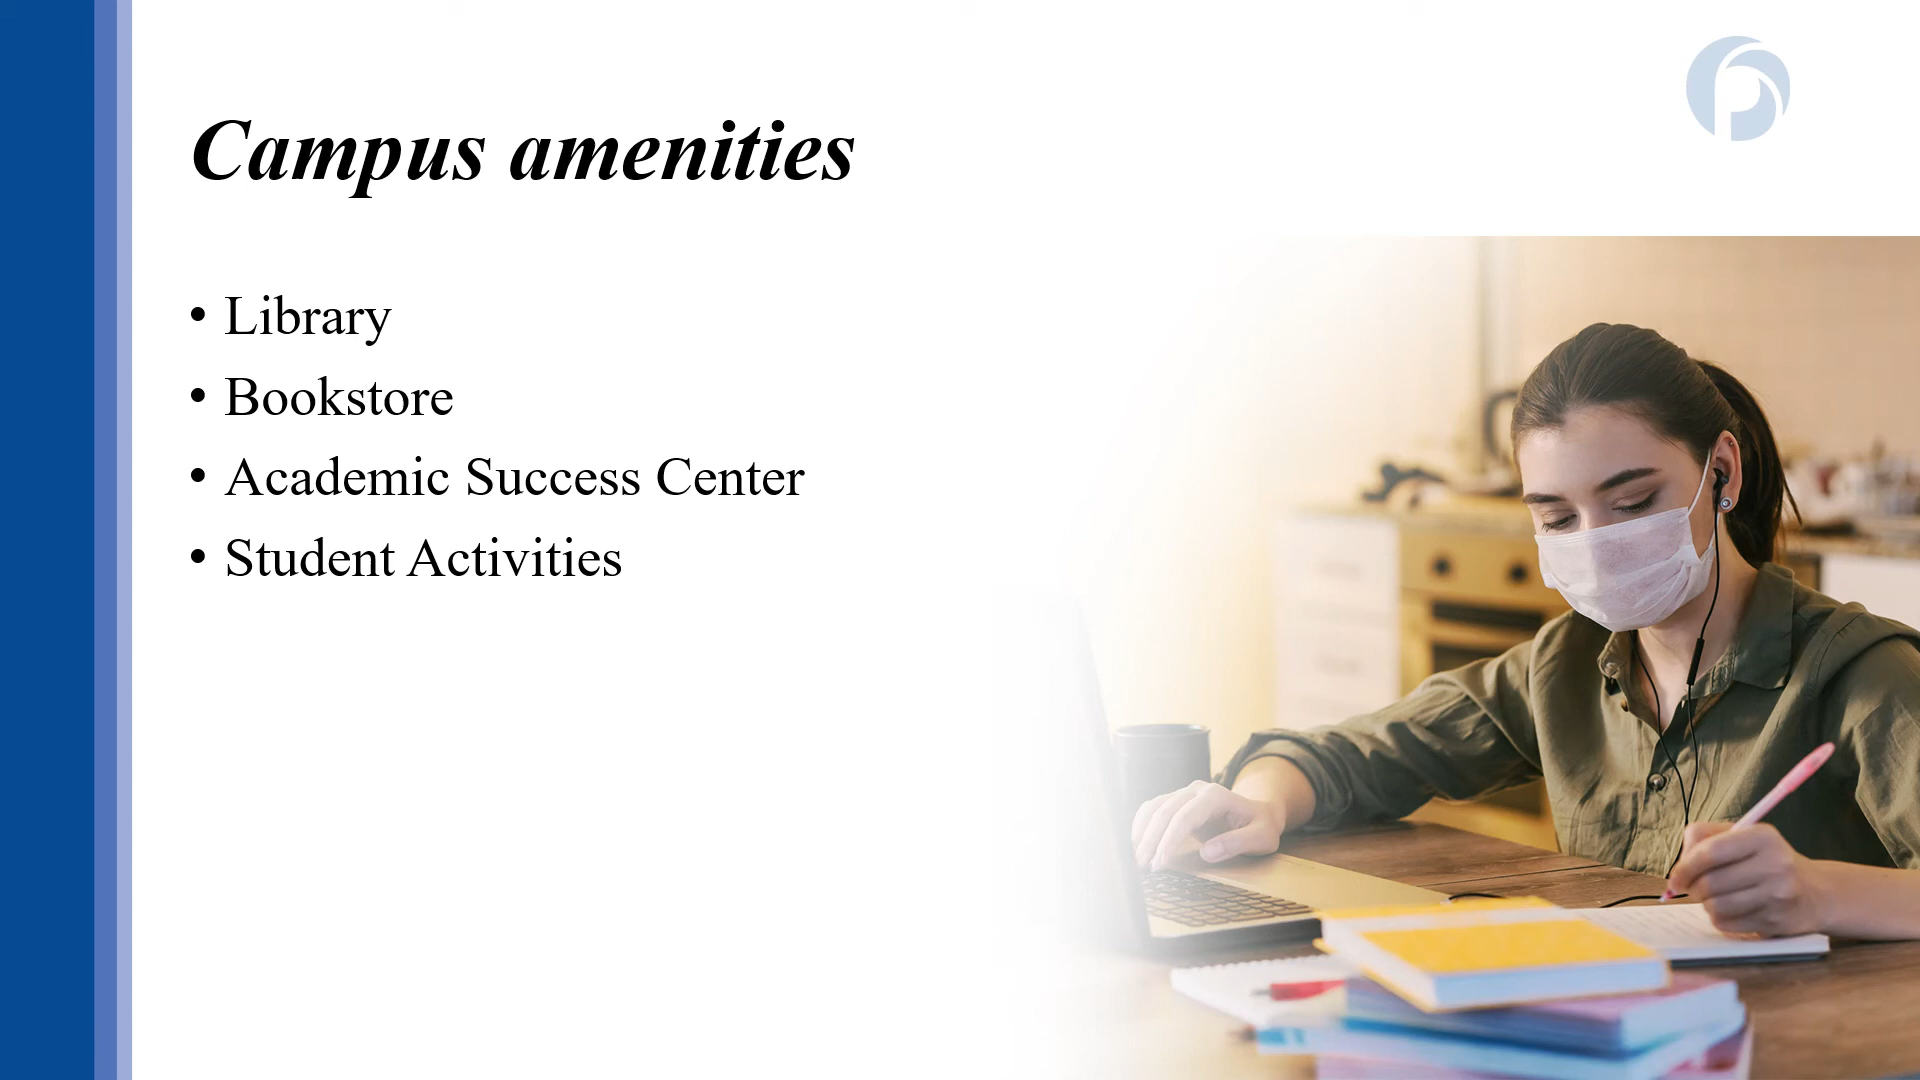 Campus amenities
• Library
• Bookstore
• Academic Success Center
• Student Activities